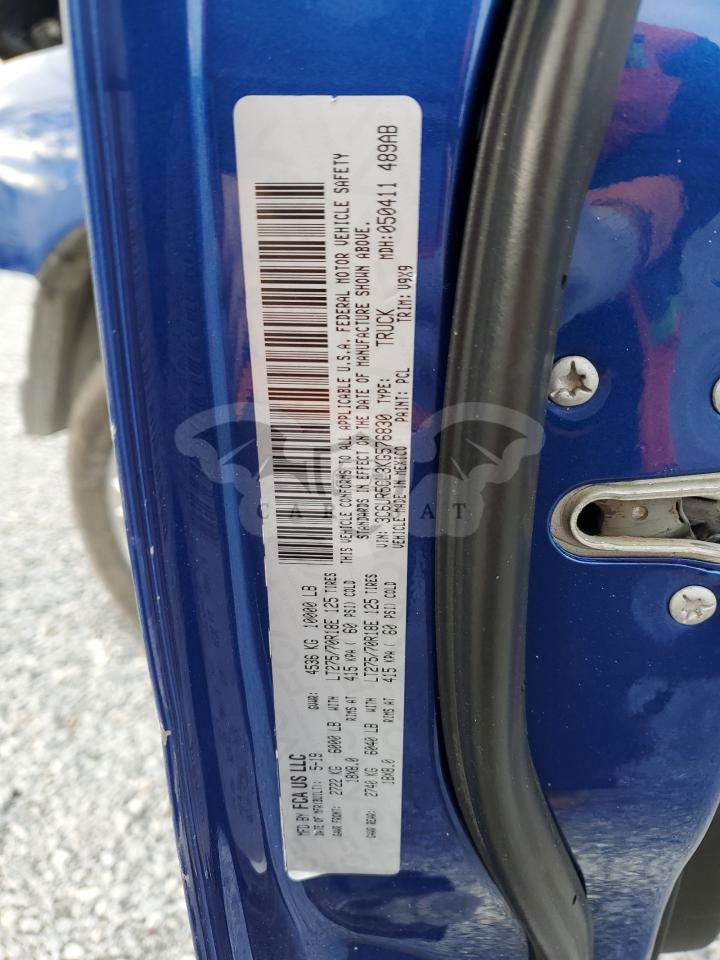 MFD BY FCA US LLC
DATE OF MFR(BUILT): 5-19 GVWR: 4536 KG 10000 LB
GAWR FRONT: 2722 KG 6000 LB WITH LT275/70R18E 125 TIRES
18X8.0 RIMS AT 415 KPA ( 60 PSI) COLD
GAWR REAR: 2740 KG 6040 LB WITH LT275/70R18E 125 TIRES
18X8.0 RIMS AT 415 KPA ( 60 PSI) COLD
THIS VEHICLE CONFORMS TO ALL APPLICABLE U.S.A. FEDERAL MOTOR VEHICLE SAFETY
STANDARDS IN EFFECT ON THE DATE OF MANUFACTURE SHOWN ABOVE.
VIN: 3C6UR5CL3KG576830 TYPE: TRUCK MDH:050411 489AB
VEHICLE MADE IN MEXICO PAINT: PCL TRIM: V9X9